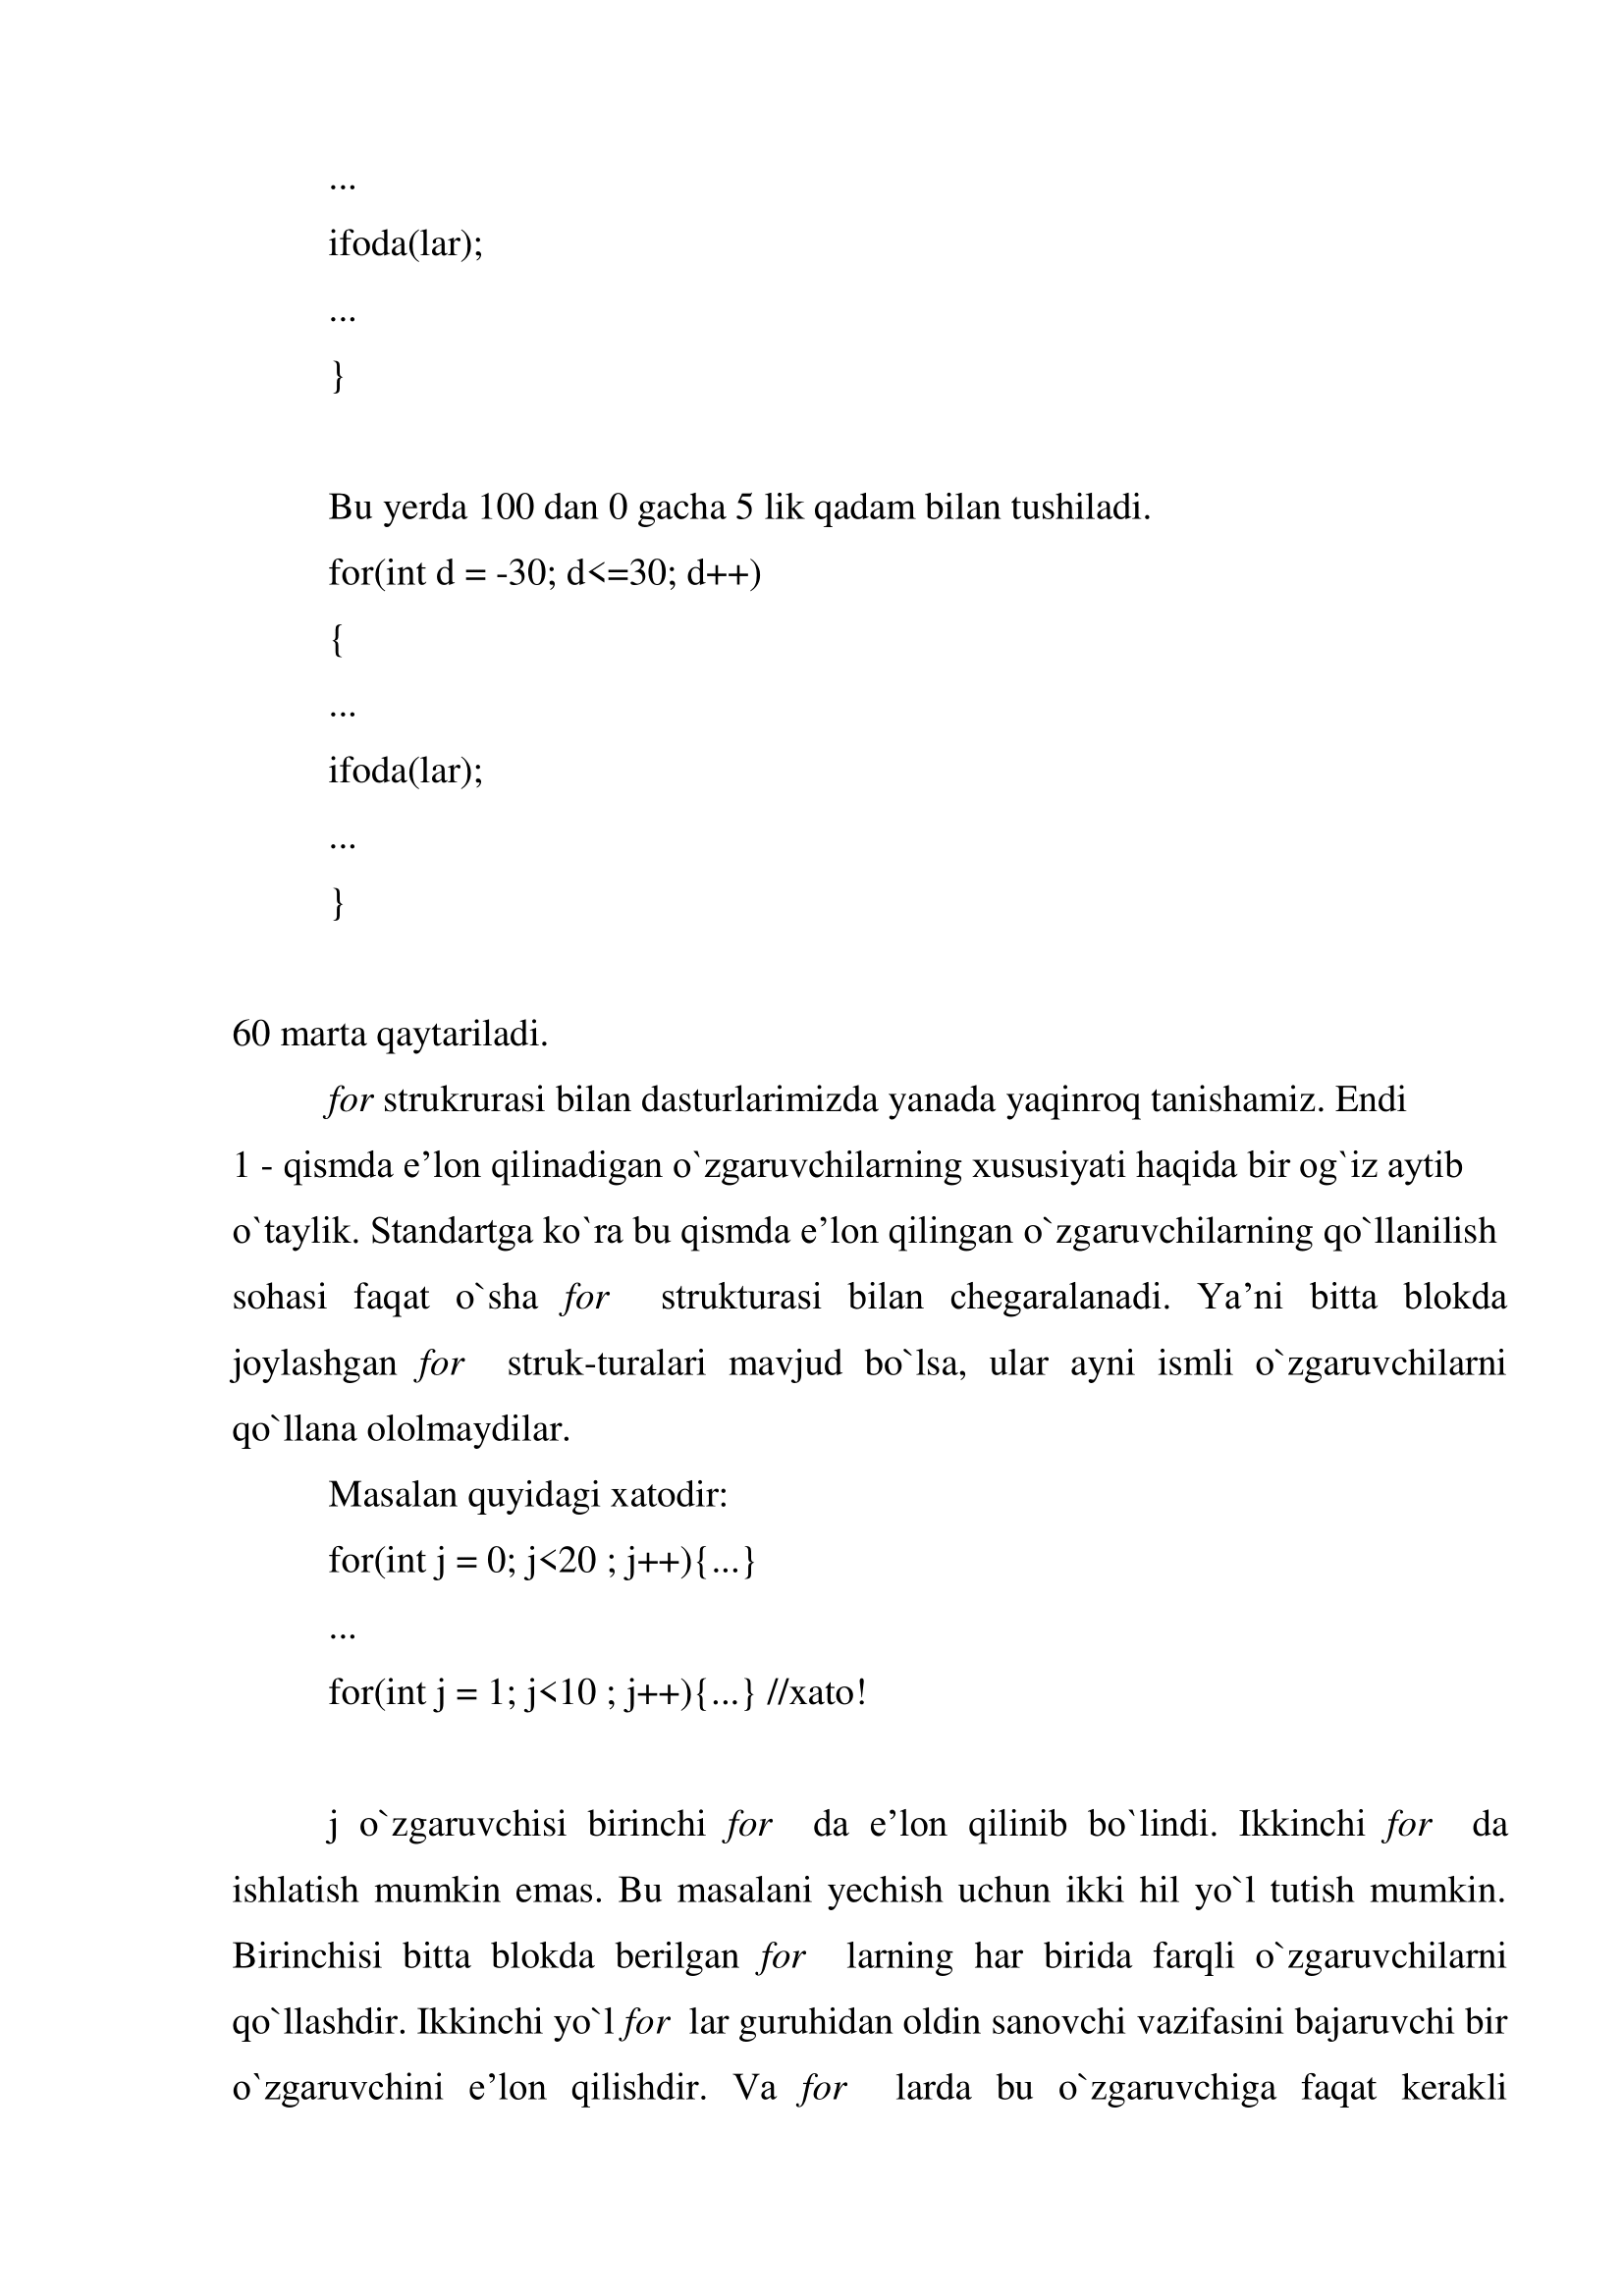 ...
ifoda(lar);
...
}
Bu yerda 100 dan 0 gacha 5 lik qadam bilan tushiladi.
for(int d = -30; d<=30; d++)
{
...
ifoda(lar);
...
}
60 marta qaytariladi.
for strukrurasi bilan dasturlarimizda yanada yaqinroq tanishamiz. Endi
1 - qismda e’lon qilinadigan o`zgaruvchilarning xususiyati haqida bir og`iz aytib
o`taylik. Standartga ko`ra bu qismda e’lon qilingan o`zgaruvchilarning qo`llanilish
sohasi faqat o`sha for strukturasi bilan chegaralanadi. Ya’ni bitta blokda
joylashgan for struk-turalari mavjud bo`lsa, ular ayni ismli o`zgaruvchilarni
qo`llana ololmaydilar.
Masalan quyidagi xatodir:
for(int j = 0; j<20 ; j++){...}
...
for(int j = 1; j<10 ; j++){...} //xato!
j o`zgaruvchisi birinchi for da e’lon qilinib bo`lindi. Ikkinchi for da
ishlatish mumkin emas. Bu masalani yechish uchun ikki hil yo`l tutish mumkin.
Birinchisi bitta blokda berilgan for larning har birida farqli o`zgaruvchilarni
qo`llashdir. Ikkinchi yo`l for lar guruhidan oldin sanovchi vazifasini bajaruvchi bir
o`zgaruvchini e’lon qilishdir. Va for larda bu o`zgaruvchiga faqat kerakli